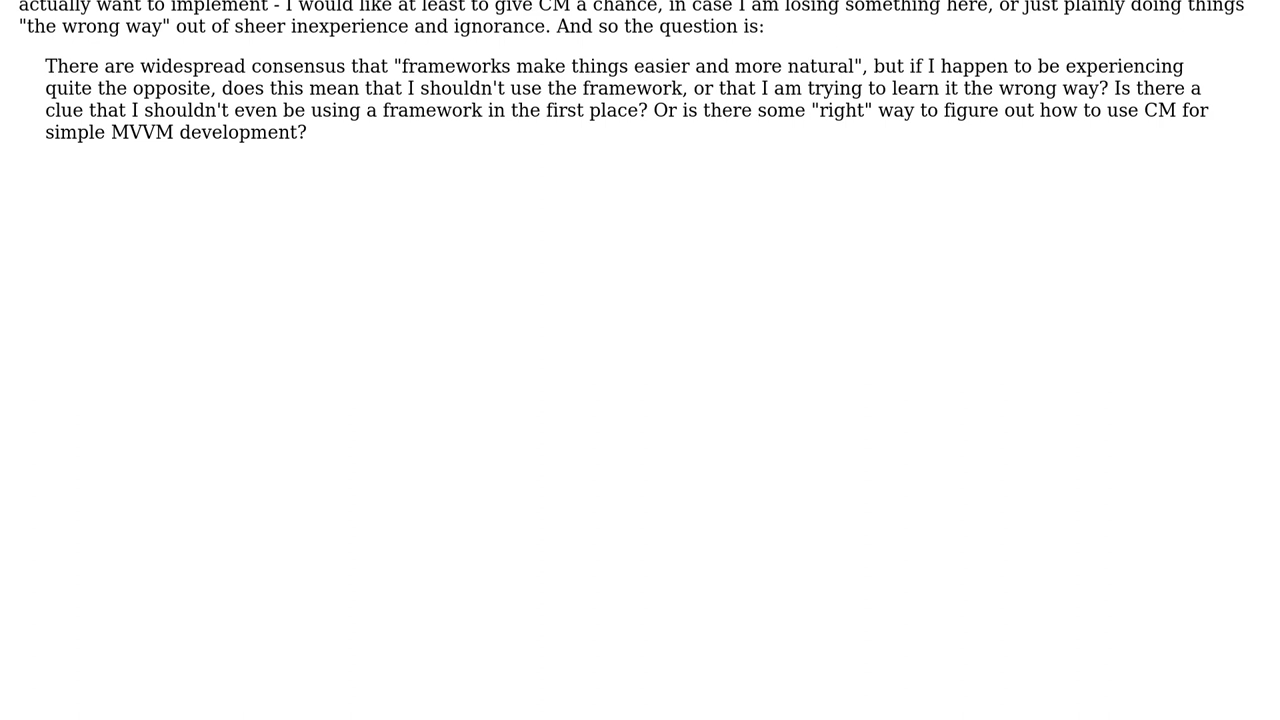 actually want to implement - I would like at least to give CM a chance, in case I am losing something here, or just plainly doing things
"the wrong way" out of sheer inexperience and ignorance. And so the question is:
There are widespread consensus that "frameworks make things easier and more natural", but if I happen to be experiencing
quite the opposite, does this mean that I shouldn't use the framework, or that I am trying to learn it the wrong way? Is there a
clue that I shouldn't even be using a framework in the first place? Or is there some "right" way to figure out how to use CM for
simple MVVM development?